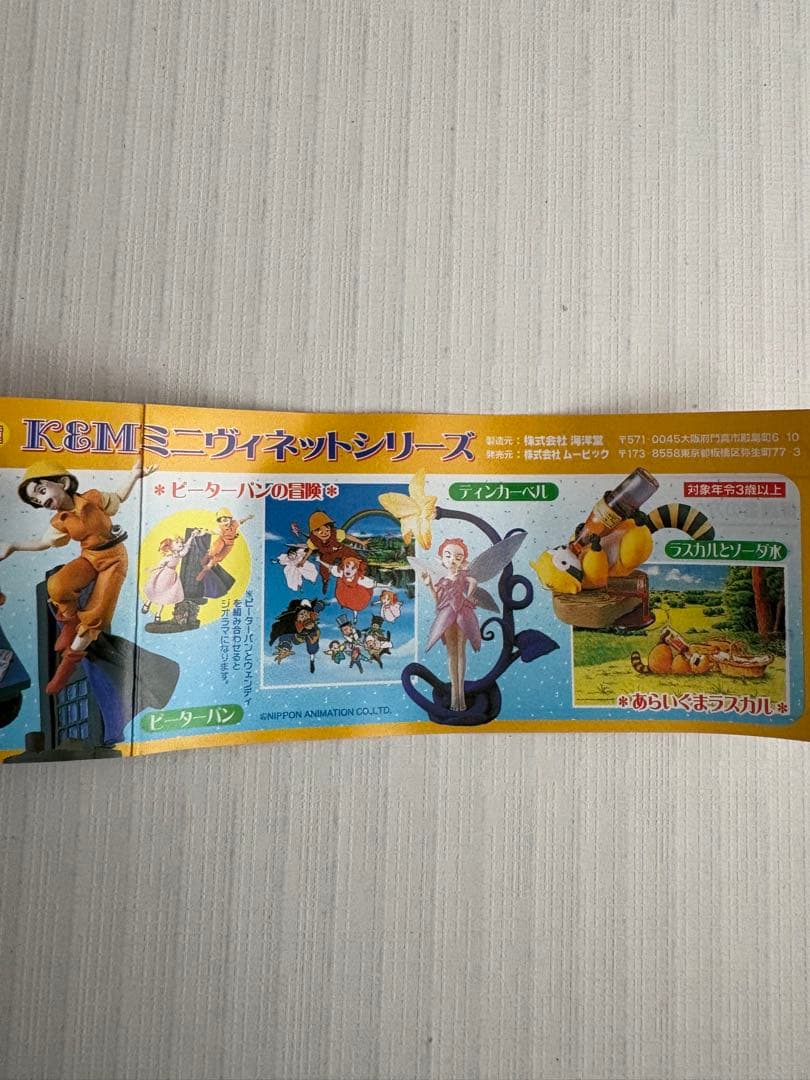 K&Mミニヴィネットシリーズ
製造元：株式会社 海洋堂 〒571-0045大阪府門真市殿島町6-10
発売元：株式会社 ムービック 〒173-8558東京都板橋区弥生町77-3
＊ピーターパンの冒険＊
ティンカーベル
対象年令3歳以上
ラスカルとソーダ水
※ピーターパンとウェンディ
を組み合わせると
ジオラマになります。
＊あらいぐまラスカル＊
ピーターパン
©NIPPON ANIMATION CO.,LTD.